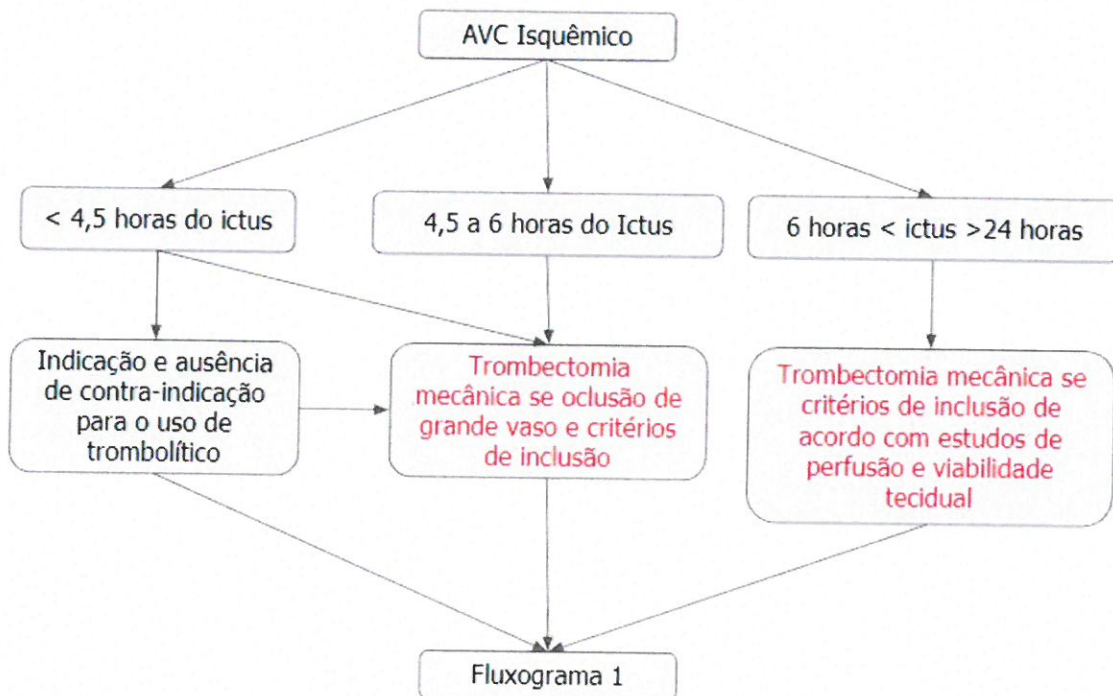 AVC Isquêmico
< 4,5 horas do ictus
4,5 a 6 horas do Ictus
6 horas < ictus >24 horas
Indicação e ausência
de contra-indicação
para o uso de
trombolítico
Trombectomia
mecânica se oclusão de
grande vaso e critérios
de inclusão
Trombectomia mecânica se
critérios de inclusão de
acordo com estudos de
perfusão e viabilidade
tecidual
Fluxograma 1